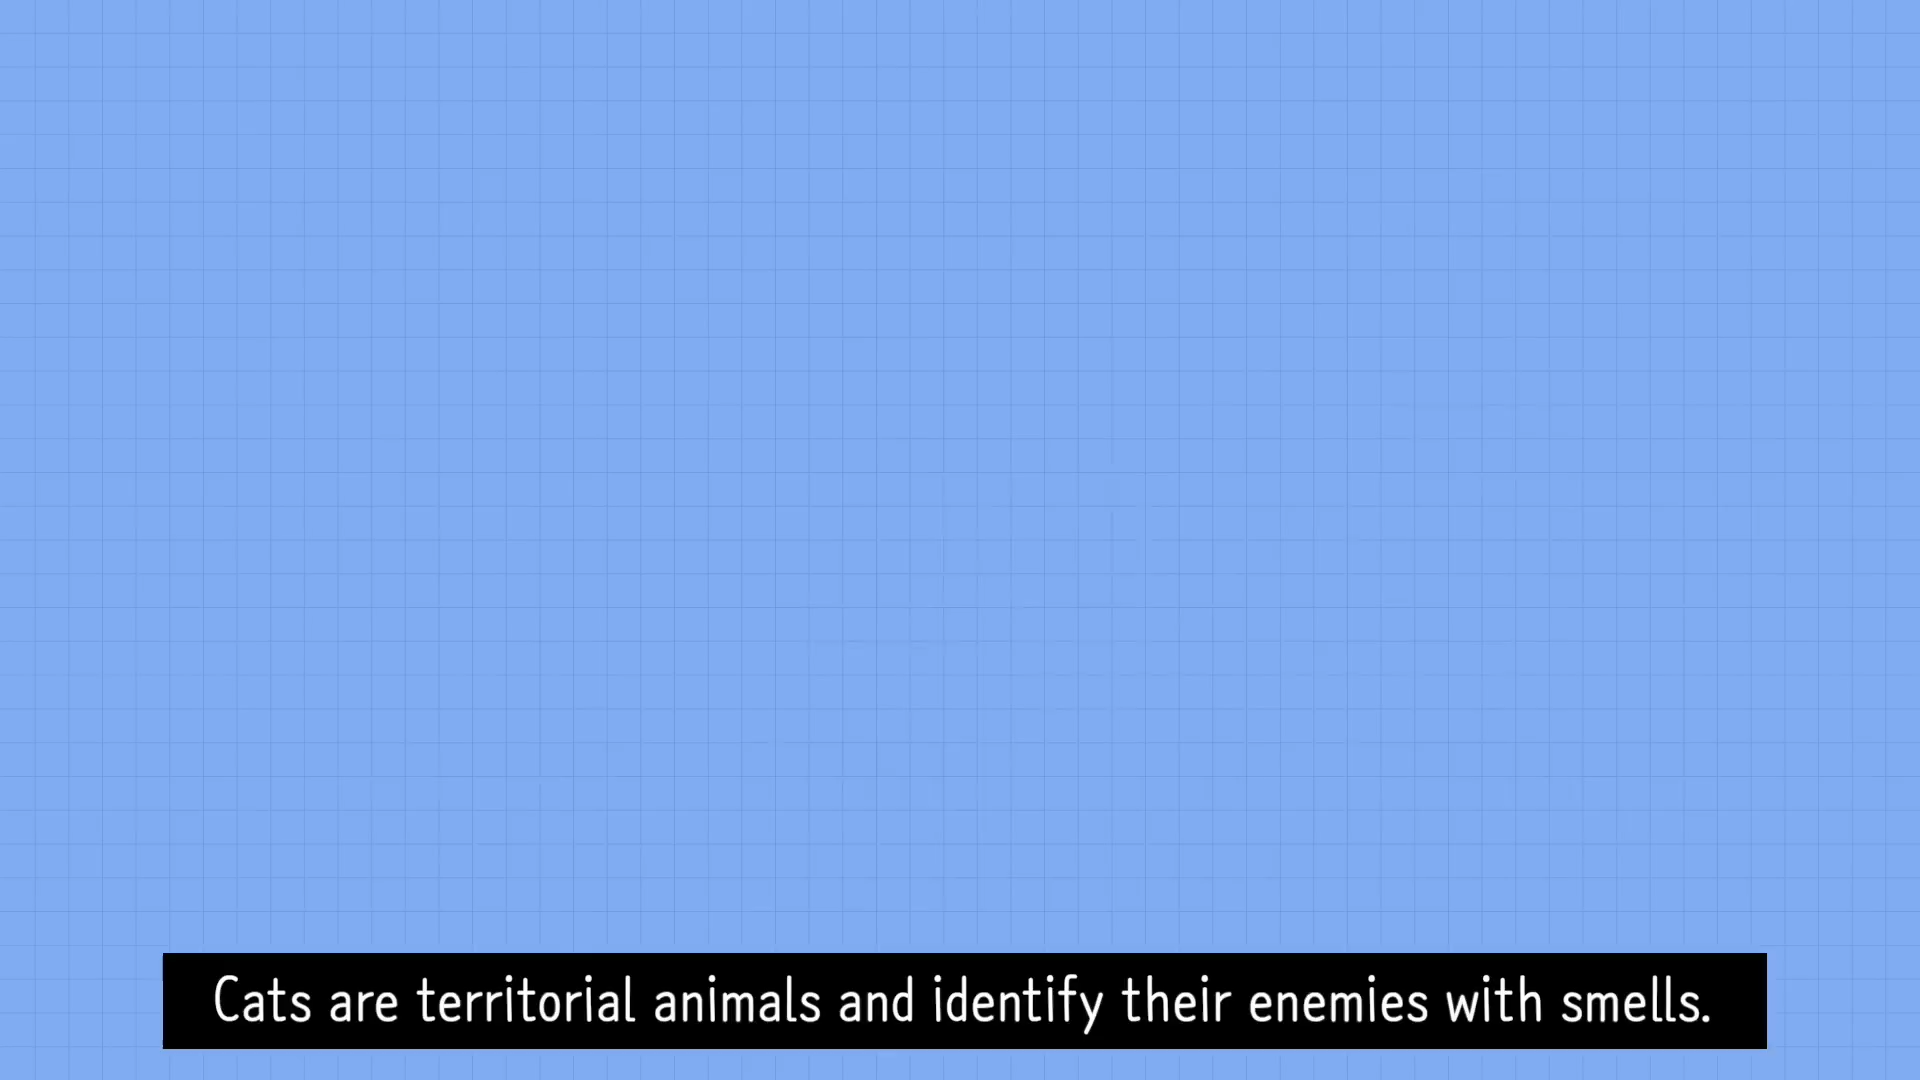 Cats are territorial animals and identify their enemies with smells.